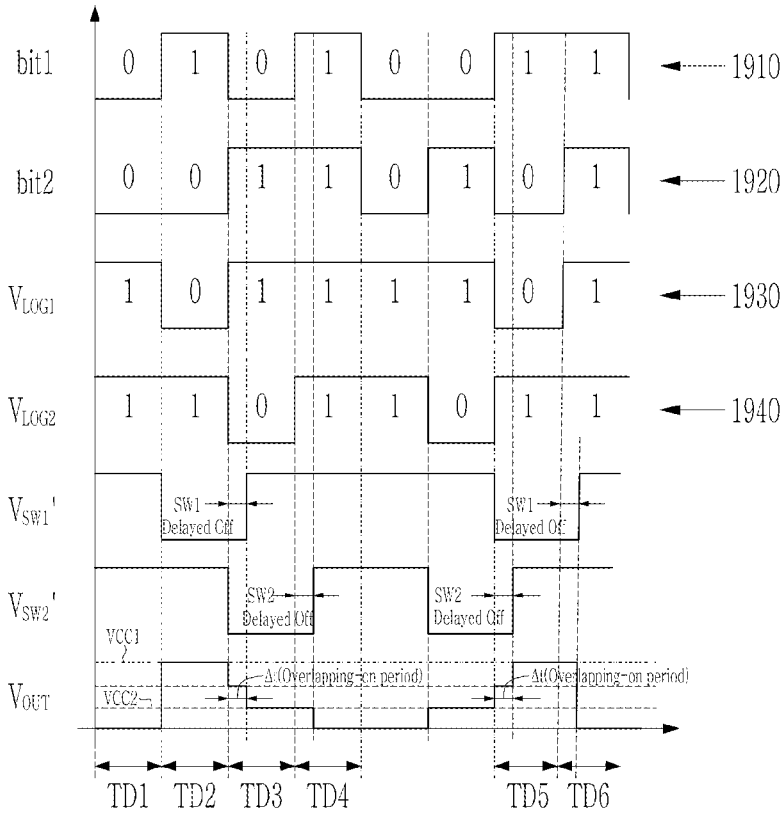 bit1 0 1 0 1 0 0 1 1 1910
bit2 0 0 1 1 0 1 0 1 1920
VLOG1 1 0 1 1 1 1 0 1 1930
VLOG2 1 1 0 1 1 0 1 1 1940
VSW1'
SW1
Delayed Off
SW1
Delayed Off
VSW2'
SW2
Delayed Off
SW2
Delayed Off
VCC1
VOUT
VCC2
Δt(Overlapping-on period)
Δt(Overlapping-on period)
TD1 TD2 TD3 TD4 TD5 TD6